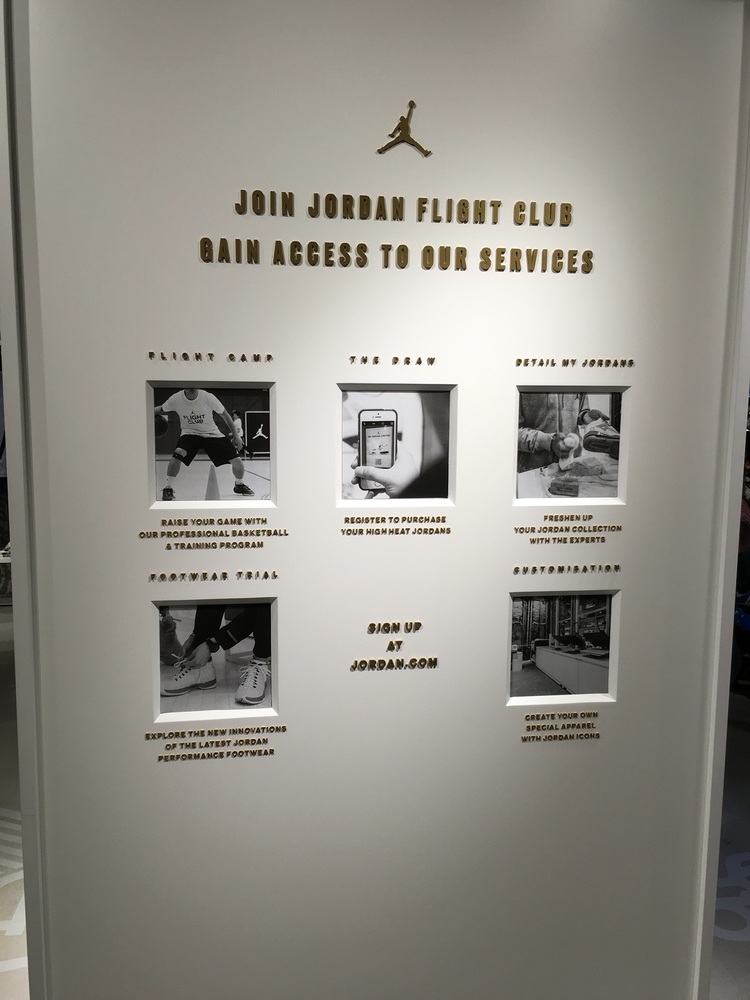 JOIN JORDAN FLIGHT CLUB
GAIN ACCESS TO OUR SERVICES
FLIGHT CAMP
FLIGHT
CLUB
RAISE YOUR GAME WITH
OUR PROFESSIONAL BASKETBALL
& TRAINING PROGRAM
THE DRAW
REGISTER TO PURCHASE
YOUR HIGH HEAT JORDANS
DETAIL MY JORDANS
FRESHEN UP
YOUR JORDAN COLLECTION
WITH THE EXPERTS
FOOTWEAR TRIAL
EXPLORE THE NEW INNOVATIONS
OF THE LATEST JORDAN
PERFORMANCE FOOTWEAR
SIGN UP
AT
JORDAN.COM
CUSTOMISATION
CREATE YOUR OWN
SPECIAL APPAREL
WITH JORDAN ICONS